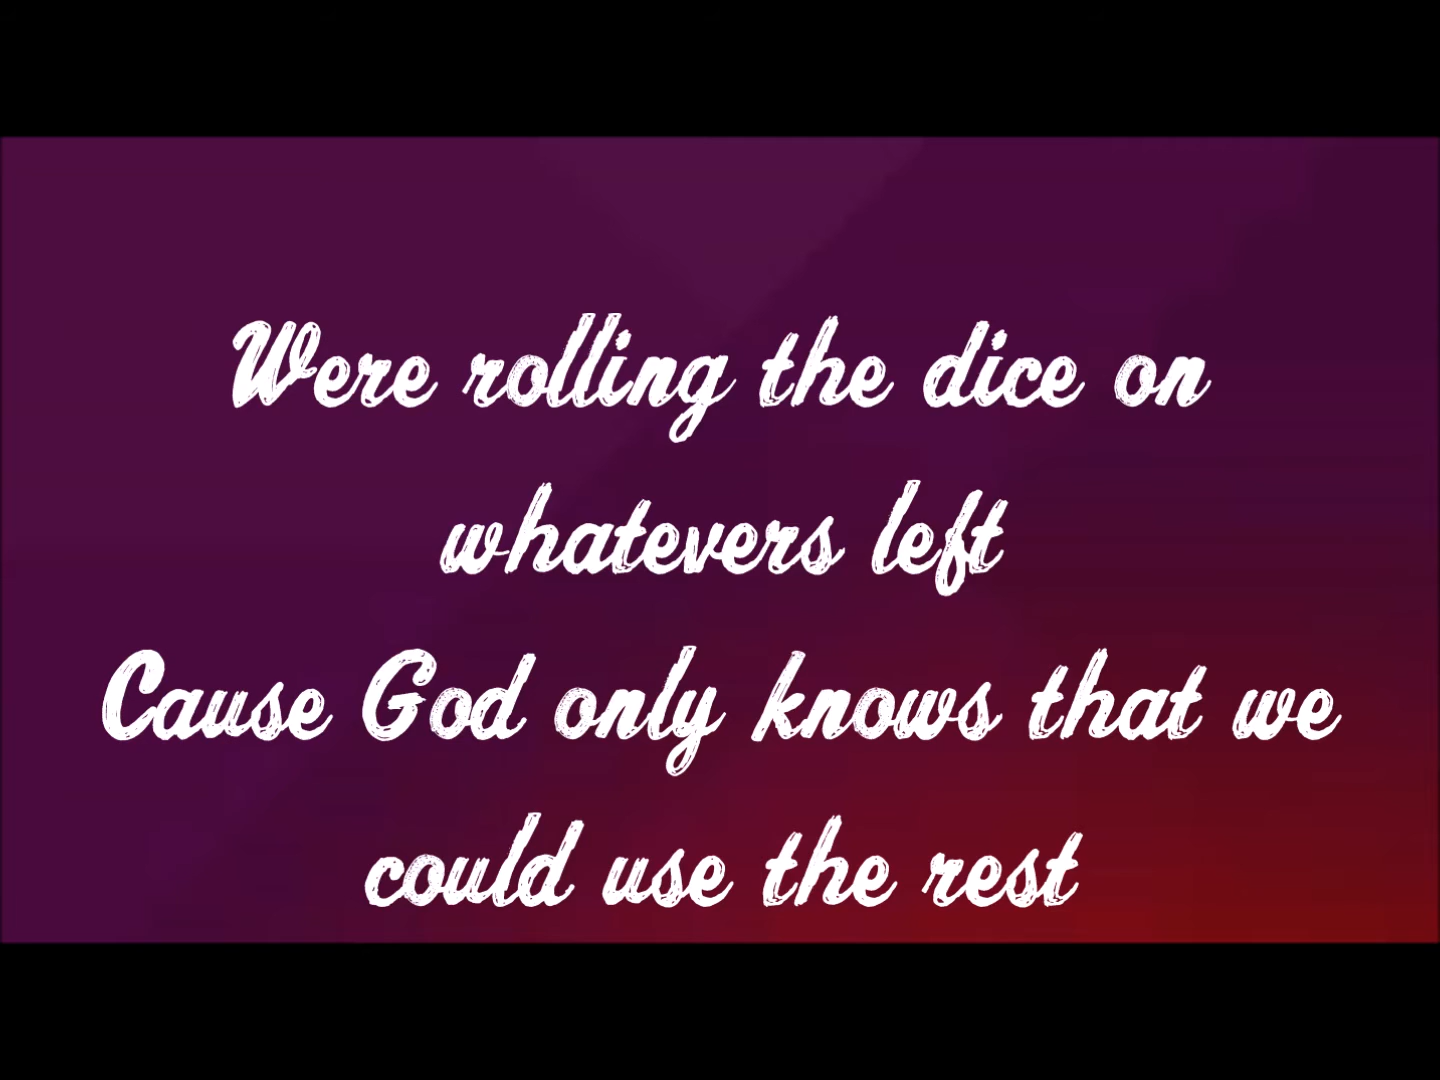 Were rolling the dice on
whatevers left
Cause God only knows that we
could use the rest